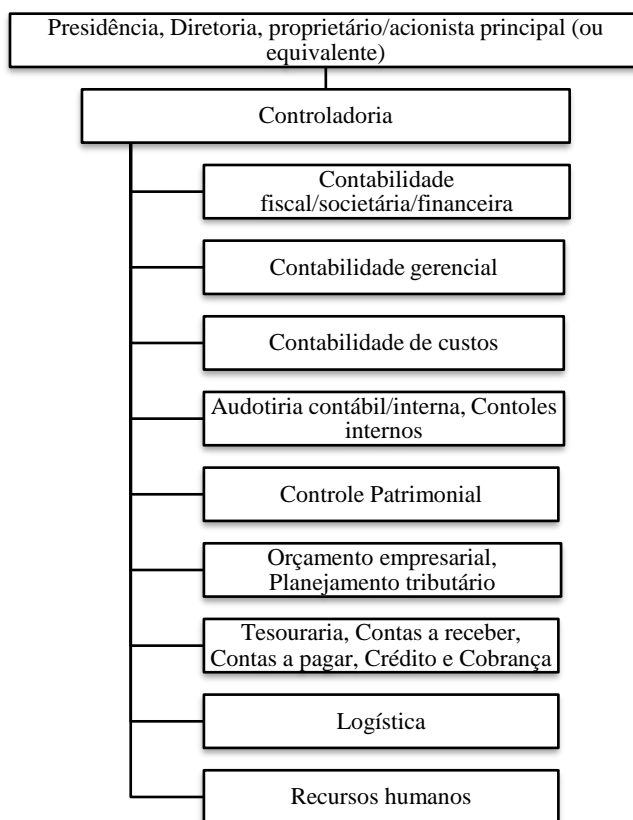 Presidência, Diretoria, proprietário/acionista principal (ou
equivalente)
Controladoria
Contabilidade
fiscal/societária/financeira
Contabilidade gerencial
Contabilidade de custos
Audotiria contábil/interna, Contoles
internos
Controle Patrimonial
Orçamento empresarial,
Planejamento tributário
Tesouraria, Contas a receber,
Contas a pagar, Crédito e Cobrança
Logística
Recursos humanos